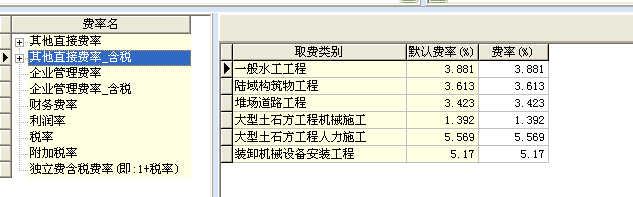 费率名
其他直接费率
其他直接费率_含税
企业管理费率
企业管理费率_含税
财务费率
利润率
税率
附加税率
独立费含税费率(即:1+税率)
取费类别 默认费率(%) 费率(%)
一般水工工程 3.881 3.881
陆域构筑物工程 3.613 3.613
堆场道路工程 3.423 3.423
大型土石方工程机械施工 1.392 1.392
大型土石方工程人力施工 5.569 5.569
装卸机械设备安装工程 5.17 5.17